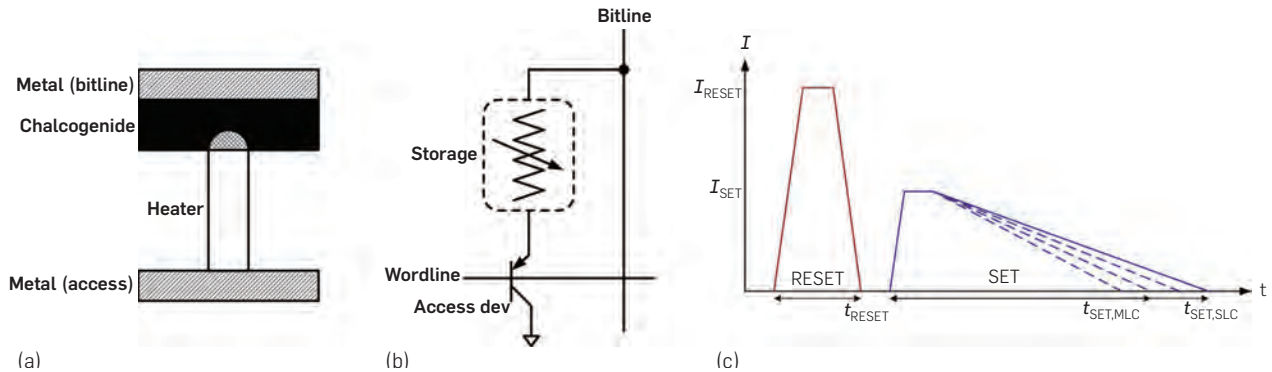 Metal (bitline)
Chalcogenide
Heater
Metal (access)
(a)
Bitline
Storage
Wordline
Access dev
(b)
I
I_RESET
I_SET
RESET
SET
t
t_RESET
t_SET,MLC
t_SET,SLC
(c)